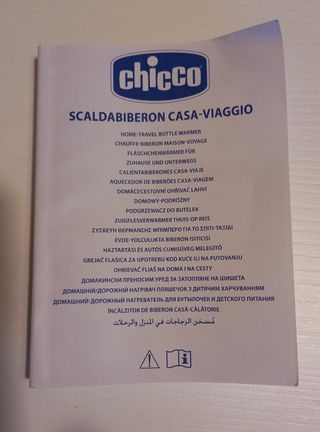 chicco
SCALDABIBERON CASA-VIAGGIO
HOME-TRAVEL BOTTLE WARMER
CHAUFFE-BIBERON MAISON-VOYAGE
FLÄSCHCHENWÄRMER FÜR
ZUHAUSE UND UNTERWEGS
CALIENTABIBERONES CASA-VIAJE
AQUECEDOR DE BIBERÕES CASA-VIAGEM
DOMÁCÍ/CESTOVNÍ OHŘÍVAČ LAHVÍ
DOMOWY-PODRÓŻNY
PODGRZEWACZ DO BUTELEK
ZUIGFLESVERWARMER THUIS-OP REIS
ΣΥΣΚΕΥΗ ΘΕΡΜΑΝΣΗΣ ΜΠΙΜΠΕΡΟ ΓΙΑ ΤΟ ΣΠΙΤΙ-ΤΑΞΙΔΙ
EVDE-YOLCULUKTA BIBERON ISITICISI
HÁZTARTÁSI ÉS AUTÓS CUMISÜVEG MELEGÍTŐ
GREJAČ FLAŠICA ZA UPOTREBU KOD KUĆE ILI NA PUTOVANJU
OHRIEVAČ FLIAS NA DOMA I NA CESTY
ДОМАКИНСКИ ПРЕНОСИМ УРЕД ЗА ЗАТОПЛЯНЕ НА ШИШЕТА
ДОМАШНІЙ/ДОРОЖНІЙ НАГРІВАЧ ПЛЯШЕЧОК З ДИТЯЧИМ ХАРЧУВАННЯМ
ДОМАШНИЙ-ДОРОЖНЫЙ НАГРЕВАТЕЛЬ ДЛЯ БУТЫЛОЧЕК И ДЕТСКОГО ПИТАНИЯ
ÎNCĂLZITOR DE BIBERON CASĂ-CĂLĂTORIE
مُسخن الزجاجات في المنزل والرحلات